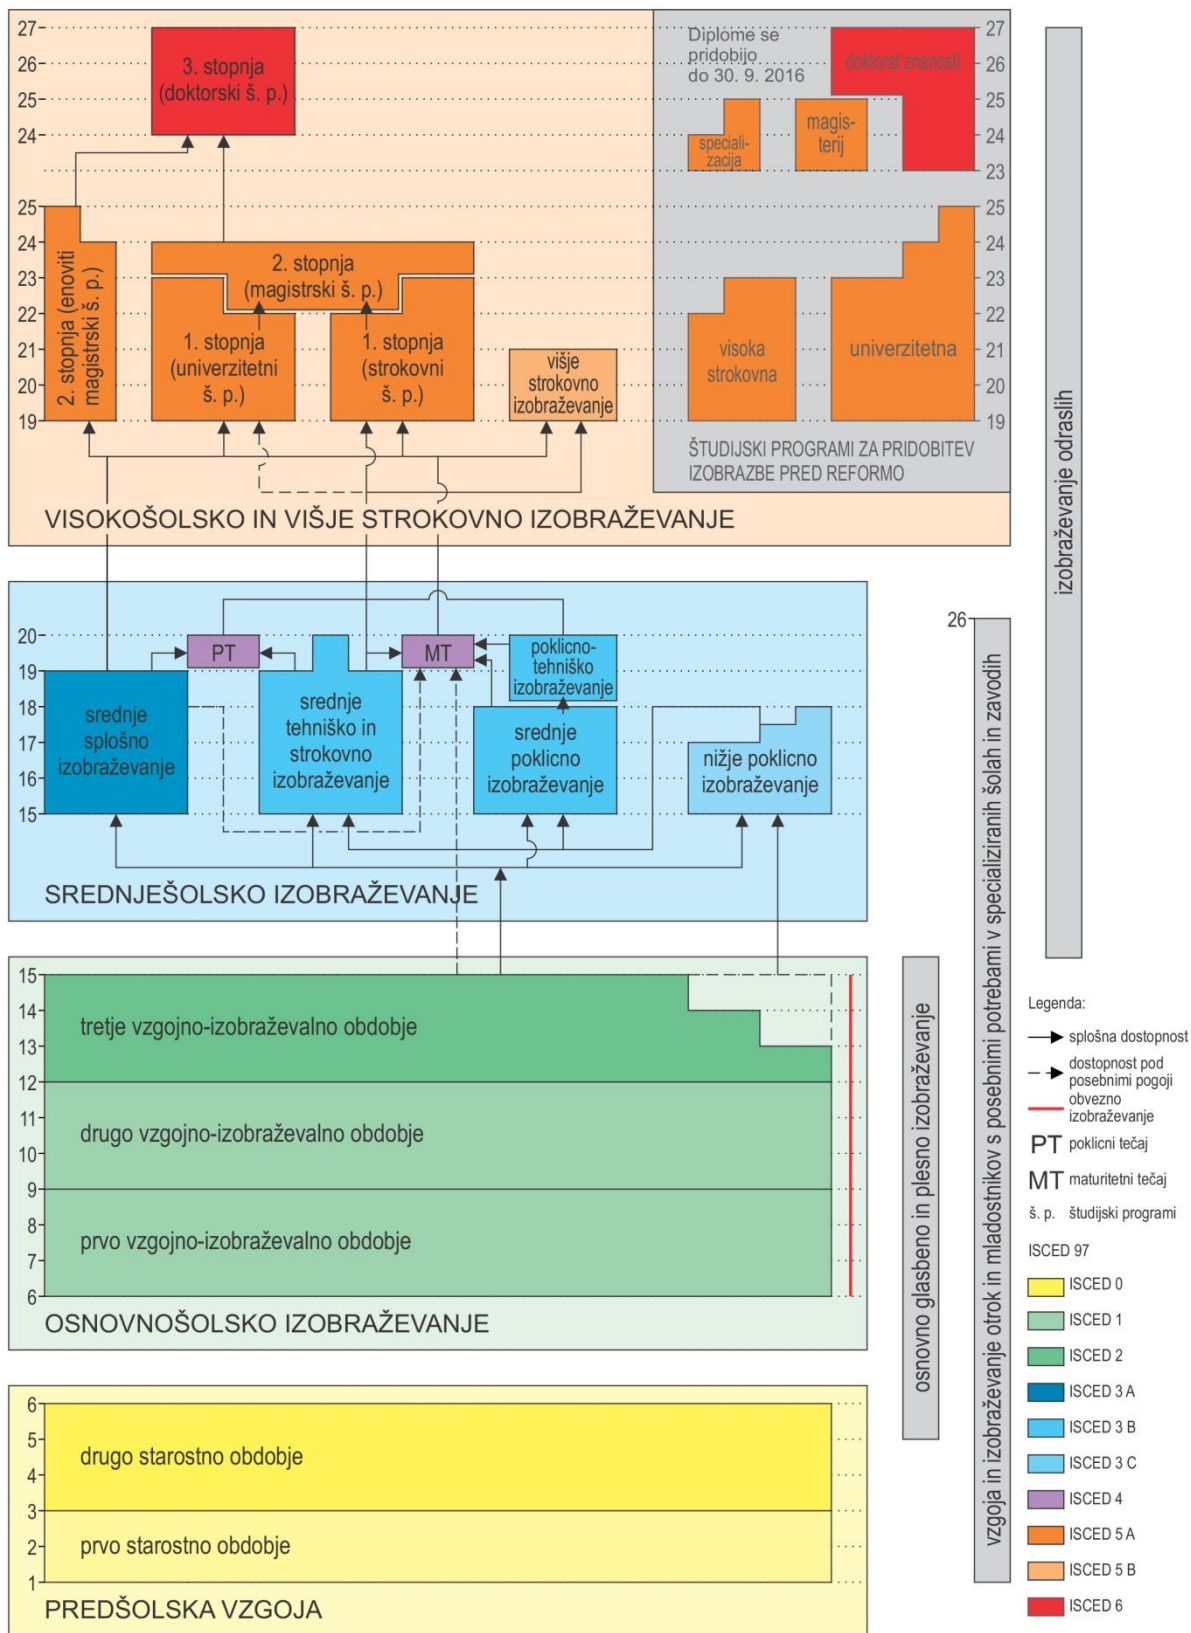 27
26
25
24
25
24
23
22
21
20
19
3. stopnja
(doktorski š. p.)
2. stopnja (enoviti
magistrski š. p.)
2. stopnja
(magistrski š. p.)
1. stopnja
(univerzitetni
š. p.)
1. stopnja
(strokovni
š. p.)
višje
strokovno
izobraževanje
Diplome se
pridobijo
do 30. 9. 2016
doktorat znanosti
speciali-
zacija
magis-
terij
visoka
strokovna
univerzitetna
27
26
25
24
23
25
24
23
22
21
20
19
ŠTUDIJSKI PROGRAMI ZA PRIDOBITEV
IZOBRAZBE PRED REFORMO
VISOKOŠOLSKO IN VIŠJE STROKOVNO IZOBRAŽEVANJE
izobraževanje odraslih
20
19
18
17
16
15
PT
MT
poklicno-
tehniško
izobraževanje
srednje
splošno
izobraževanje
srednje
tehniško in
strokovno
izobraževanje
srednje
poklicno
izobraževanje
nižje poklicno
izobraževanje
SREDNJEŠOLSKO IZOBRAŽEVANJE
26
vzgoja in izobraževanje otrok in mladostnikov s posebnimi potrebami v specializiranih šolah in zavodih
15
14
13
12
11
10
9
8
7
6
tretje vzgojno-izobraževalno obdobje
drugo vzgojno-izobraževalno obdobje
prvo vzgojno-izobraževalno obdobje
OSNOVNOŠOLSKO IZOBRAŽEVANJE
osnovno glasbeno in plesno izobraževanje
6
5
4
3
2
1
drugo starostno obdobje
prvo starostno obdobje
PREDŠOLSKA VZGOJA
Legenda:
splošna dostopnost
dostopnost pod
posebnimi pogoji
obvezno
izobraževanje
PT poklicni tečaj
MT maturitetni tečaj
š. p. študijski programi
ISCED 97
ISCED 0
ISCED 1
ISCED 2
ISCED 3 A
ISCED 3 B
ISCED 3 C
ISCED 4
ISCED 5 A
ISCED 5 B
ISCED 6